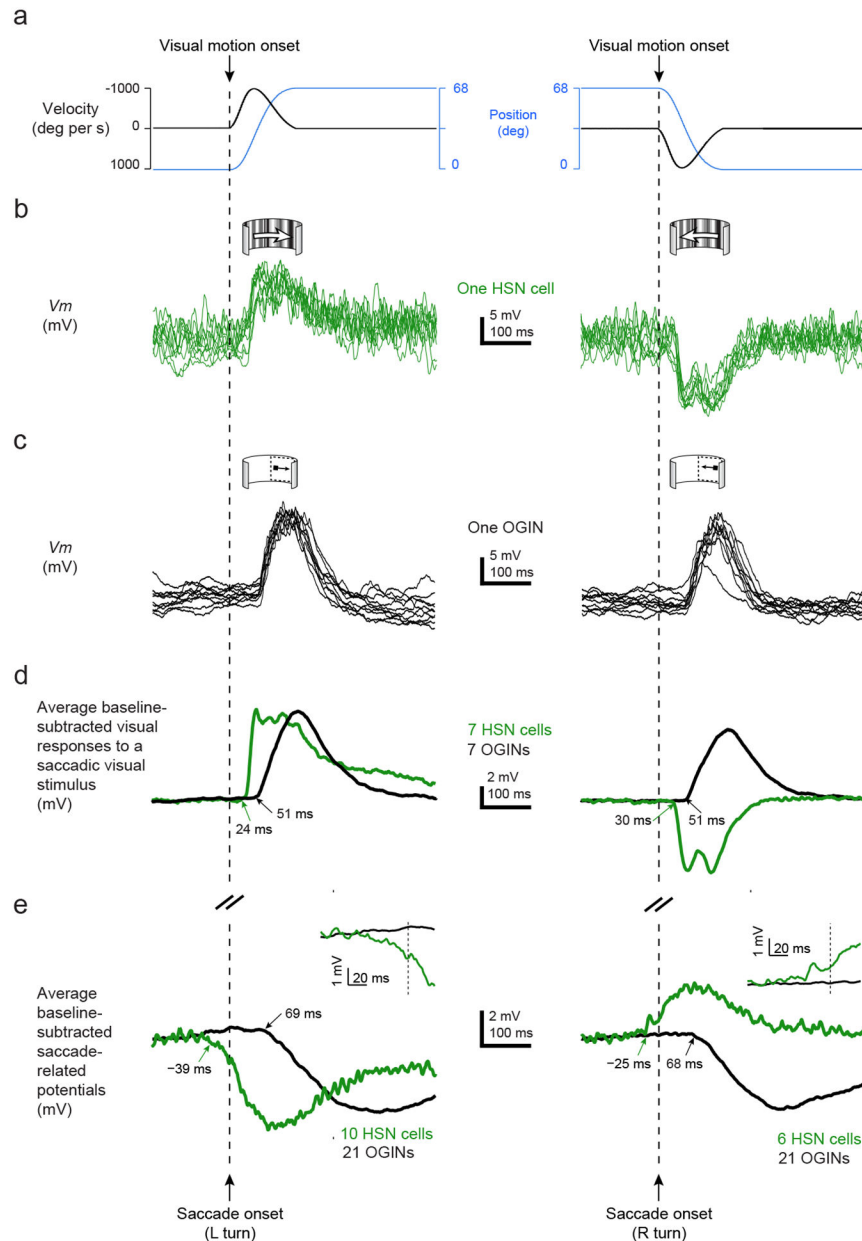 a
Visual motion onset
Visual motion onset
-1000
0
1000
Velocity
(deg per s)
68
0
Position
(deg)
68
0
b
Vm
(mV)
One HSN cell
5 mV
100 ms
c
Vm
(mV)
One OGIN
5 mV
100 ms
d
Average baseline-
subtracted visual
responses to a
saccadic visual
stimulus
(mV)
7 HSN cells
7 OGINs
2 mV
100 ms
51 ms
24 ms
30 ms
51 ms
e
1 mV
20 ms
1 mV
20 ms
Average
baseline-
subtracted
saccade-
related
potentials
(mV)
69 ms
−39 ms
2 mV
100 ms
−25 ms
68 ms
10 HSN cells
21 OGINs
6 HSN cells
21 OGINs
Saccade onset
(L turn)
Saccade onset
(R turn)